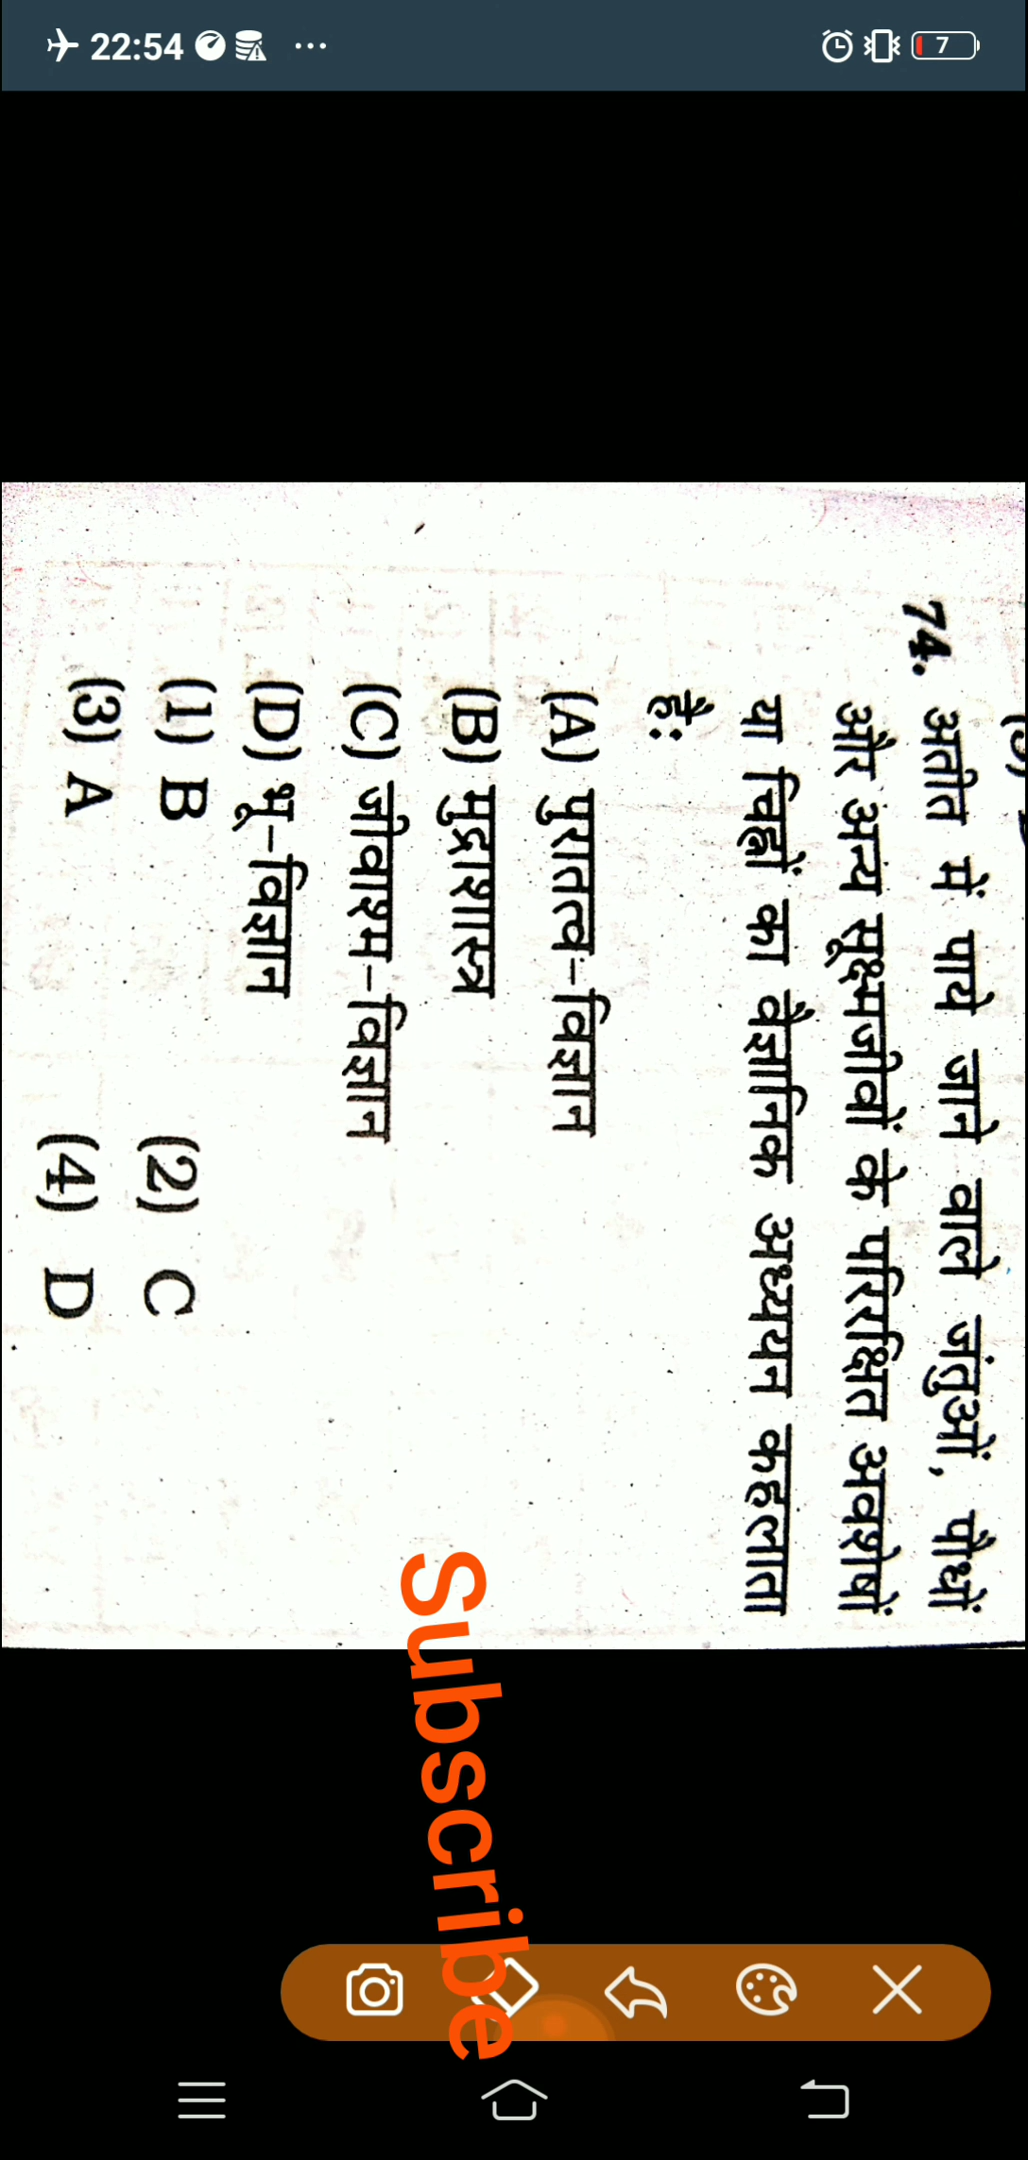 22:54
7
74. अतीत में पाये जाने वाले जंतुओं, पौधों
और अन्य सूक्ष्मजीवों के परिरक्षित अवशेषों
या चिह्नों का वैज्ञानिक अध्ययन कहलाता
है:
(A) पुरातत्व-विज्ञान
(B) मुद्राशास्त्र
(C) जीवाश्म-विज्ञान
(D) भू-विज्ञान
(1) B (2) C
(3) A (4) D
Subscribe